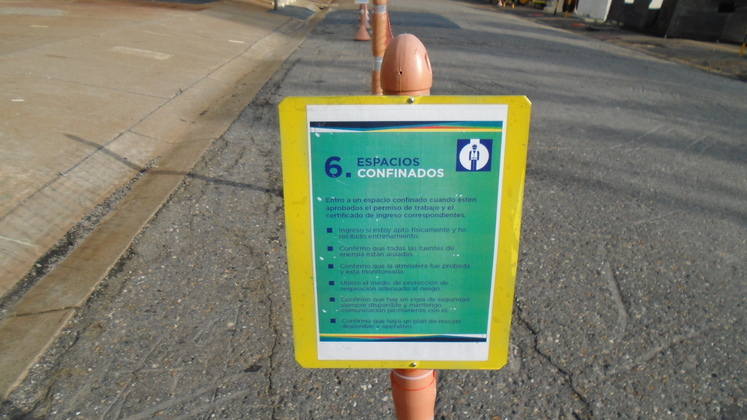 6. ESPACIOS
CONFINADOS
Entro a un espacio confinado cuando estén
aprobados el permiso de trabajo y el
certificado de ingreso correspondientes.
Ingreso si estoy apto físicamente y he
recibido entrenamiento.
Confirmo que todas las fuentes de
energía están aisladas.
Confirmo que la atmósfera fue probada
y está monitoreada.
Utilizo el medio de protección de
respiración adecuado al riesgo.
Confirmo que hay un vigía de seguridad
siempre disponible y mantengo
comunicación permanente con él.
Confirmo que haya un plan de rescate
disponible y operativo.